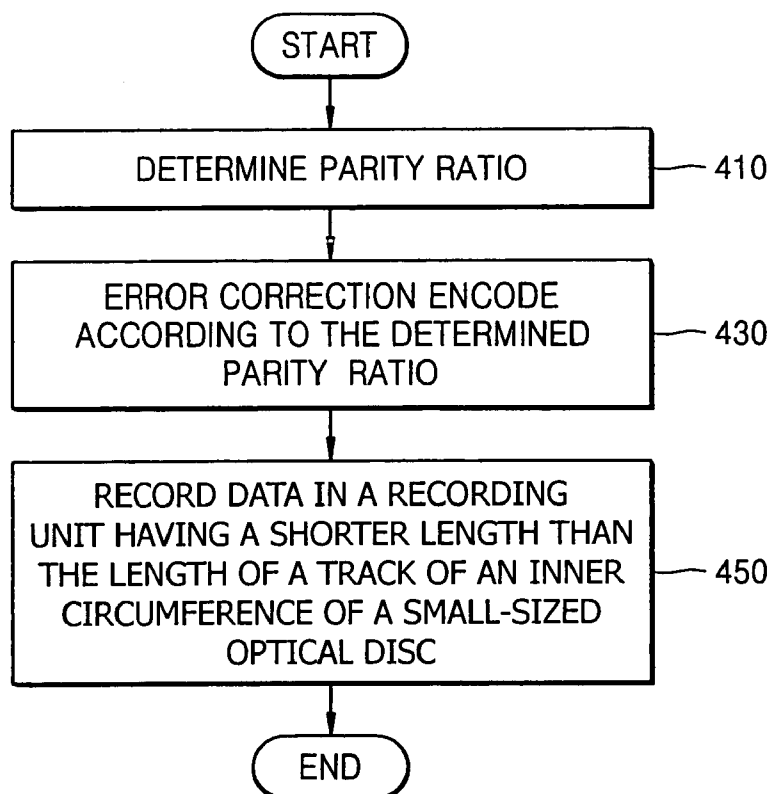 START
DETERMINE PARITY RATIO
410
ERROR CORRECTION ENCODE
ACCORDING TO THE DETERMINED
PARITY RATIO
430
RECORD DATA IN A RECORDING
UNIT HAVING A SHORTER LENGTH THAN
THE LENGTH OF A TRACK OF AN INNER
CIRCUMFERENCE OF A SMALL-SIZED
OPTICAL DISC
450
END